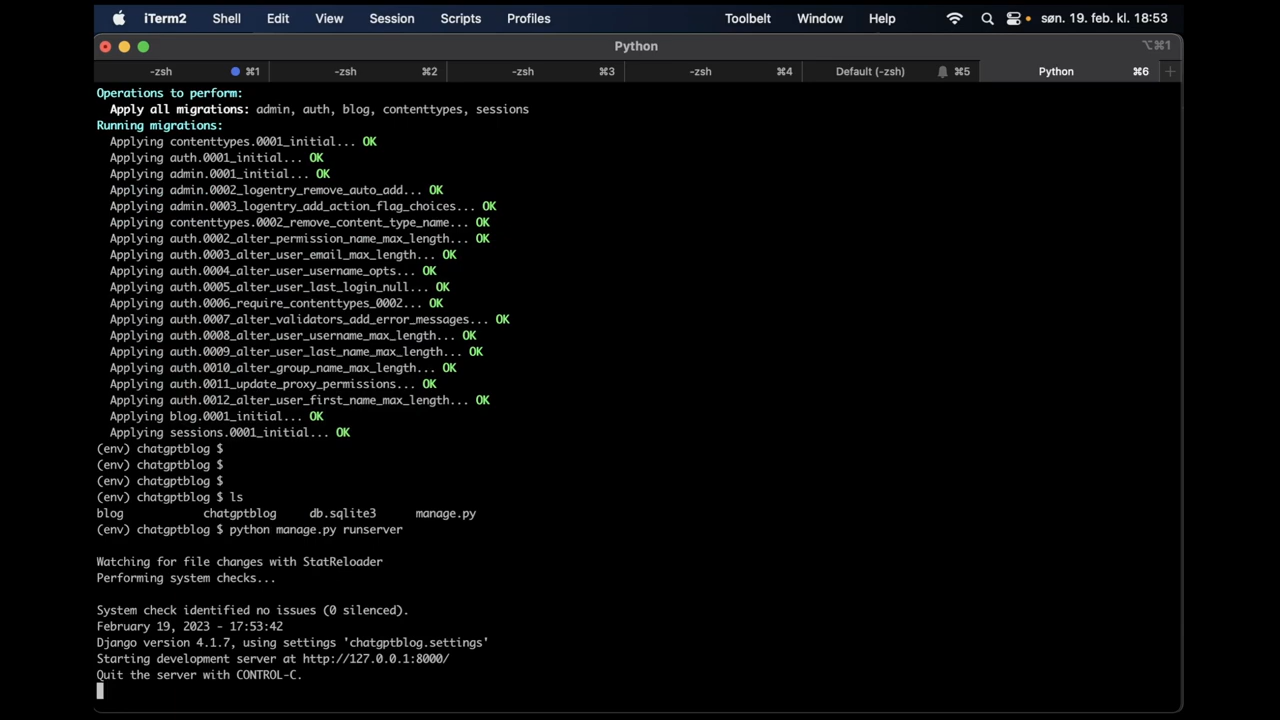 iTerm2 Shell Edit View Session Scripts Profiles Toolbelt Window Help søn. 19. feb. kl. 18:53
Python ⌥⌘1
-zsh ⌘1 -zsh ⌘2 -zsh ⌘3 -zsh ⌘4 Default (-zsh) ⌘5 Python ⌘6 +
Operations to perform:
  Apply all migrations: admin, auth, blog, contenttypes, sessions
Running migrations:
  Applying contenttypes.0001_initial... OK
  Applying auth.0001_initial... OK
  Applying admin.0001_initial... OK
  Applying admin.0002_logentry_remove_auto_add... OK
  Applying admin.0003_logentry_add_action_flag_choices... OK
  Applying contenttypes.0002_remove_content_type_name... OK
  Applying auth.0002_alter_permission_name_max_length... OK
  Applying auth.0003_alter_user_email_max_length... OK
  Applying auth.0004_alter_user_username_opts... OK
  Applying auth.0005_alter_user_last_login_null... OK
  Applying auth.0006_require_contenttypes_0002... OK
  Applying auth.0007_alter_validators_add_error_messages... OK
  Applying auth.0008_alter_user_username_max_length... OK
  Applying auth.0009_alter_user_last_name_max_length... OK
  Applying auth.0010_alter_group_name_max_length... OK
  Applying auth.0011_update_proxy_permissions... OK
  Applying auth.0012_alter_user_first_name_max_length... OK
  Applying blog.0001_initial... OK
  Applying sessions.0001_initial... OK
(env) chatgptblog $
(env) chatgptblog $
(env) chatgptblog $
(env) chatgptblog $ ls
blog chatgptblog db.sqlite3 manage.py
(env) chatgptblog $ python manage.py runserver
Watching for file changes with StatReloader
Performing system checks...
System check identified no issues (0 silenced).
February 19, 2023 - 17:53:42
Django version 4.1.7, using settings 'chatgptblog.settings'
Starting development server at http://127.0.0.1:8000/
Quit the server with CONTROL-C.